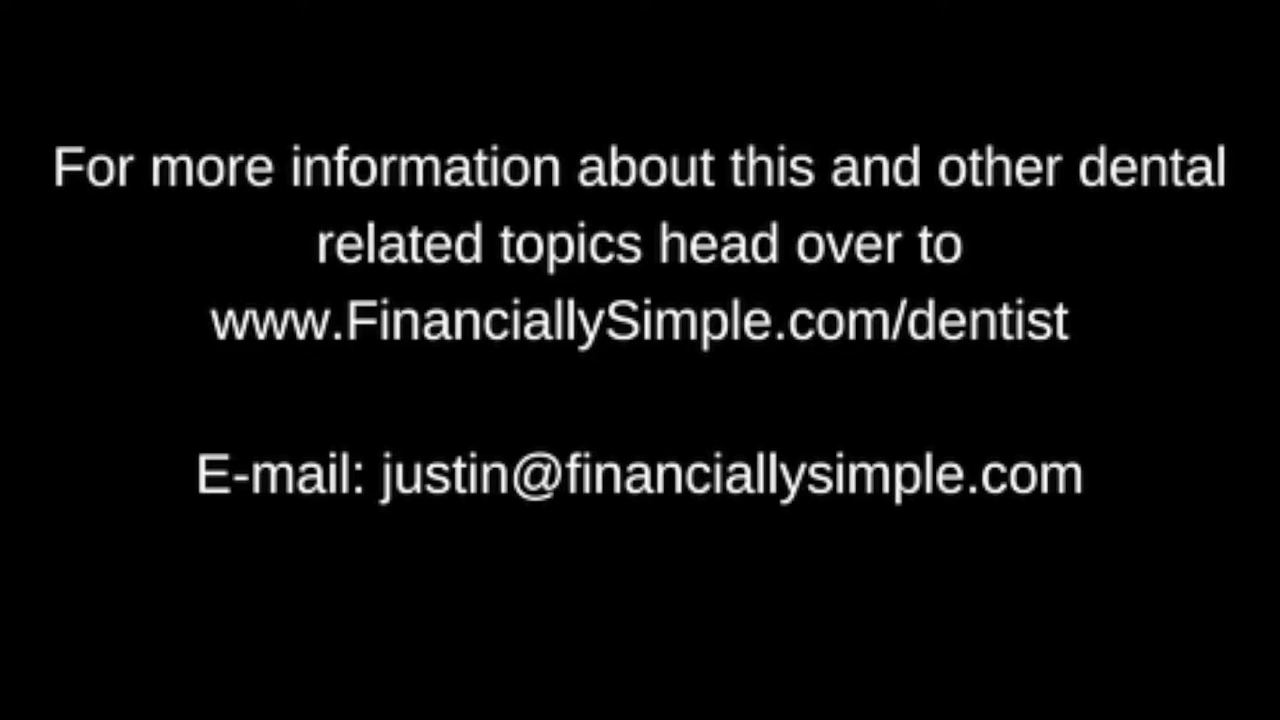 For more information about this and other dental
related topics head over to
www.FinanciallySimple.com/dentist
E-mail: justin@financiallysimple.com